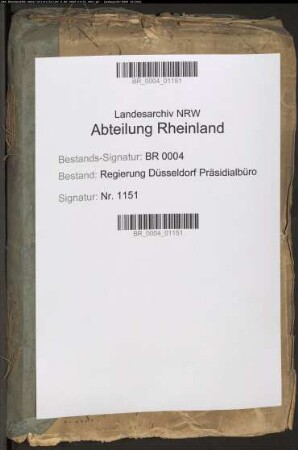 BR_0004_01151
Landesarchiv NRW
Abteilung Rheinland
Bestands-Signatur: BR 0004
Bestand: Regierung Düsseldorf Präsidialbüro
Signatur: Nr. 1151
BR_0004_01151